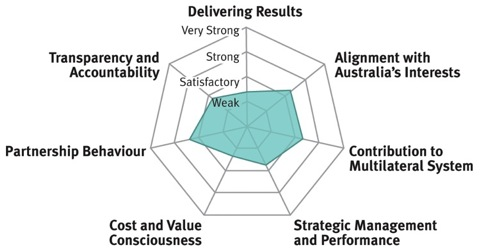 Delivering Results
Very Strong
Strong
Satisfactory
Weak
Transparency and
Accountability
Alignment with
Australia's Interests
Partnership Behaviour
Contribution to
Multilateral System
Cost and Value
Consciousness
Strategic Management
and Performance